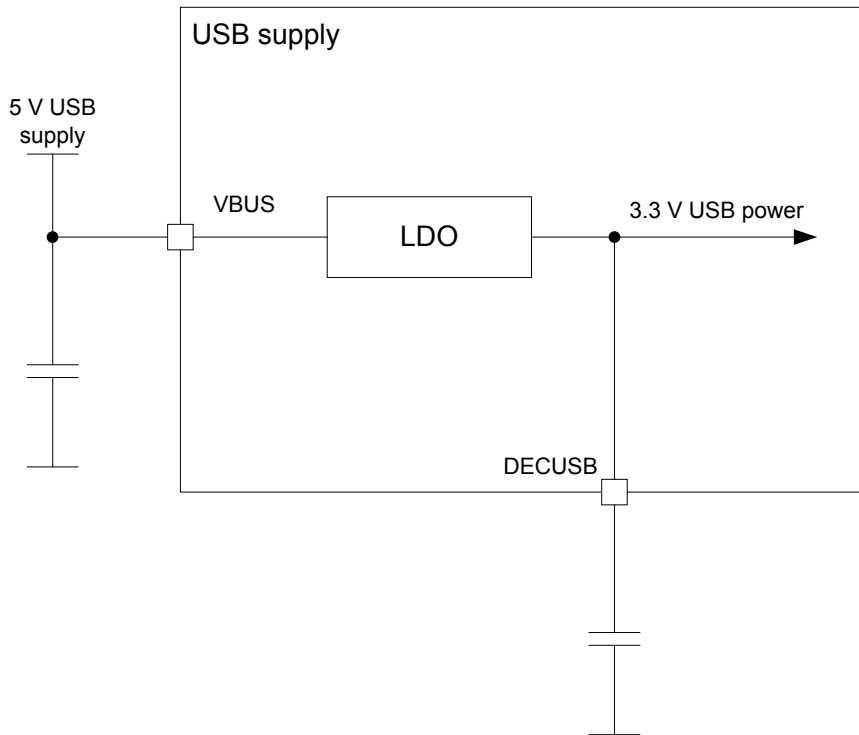 USB supply
5 V USB
supply
VBUS
LDO
3.3 V USB power
DECUSB